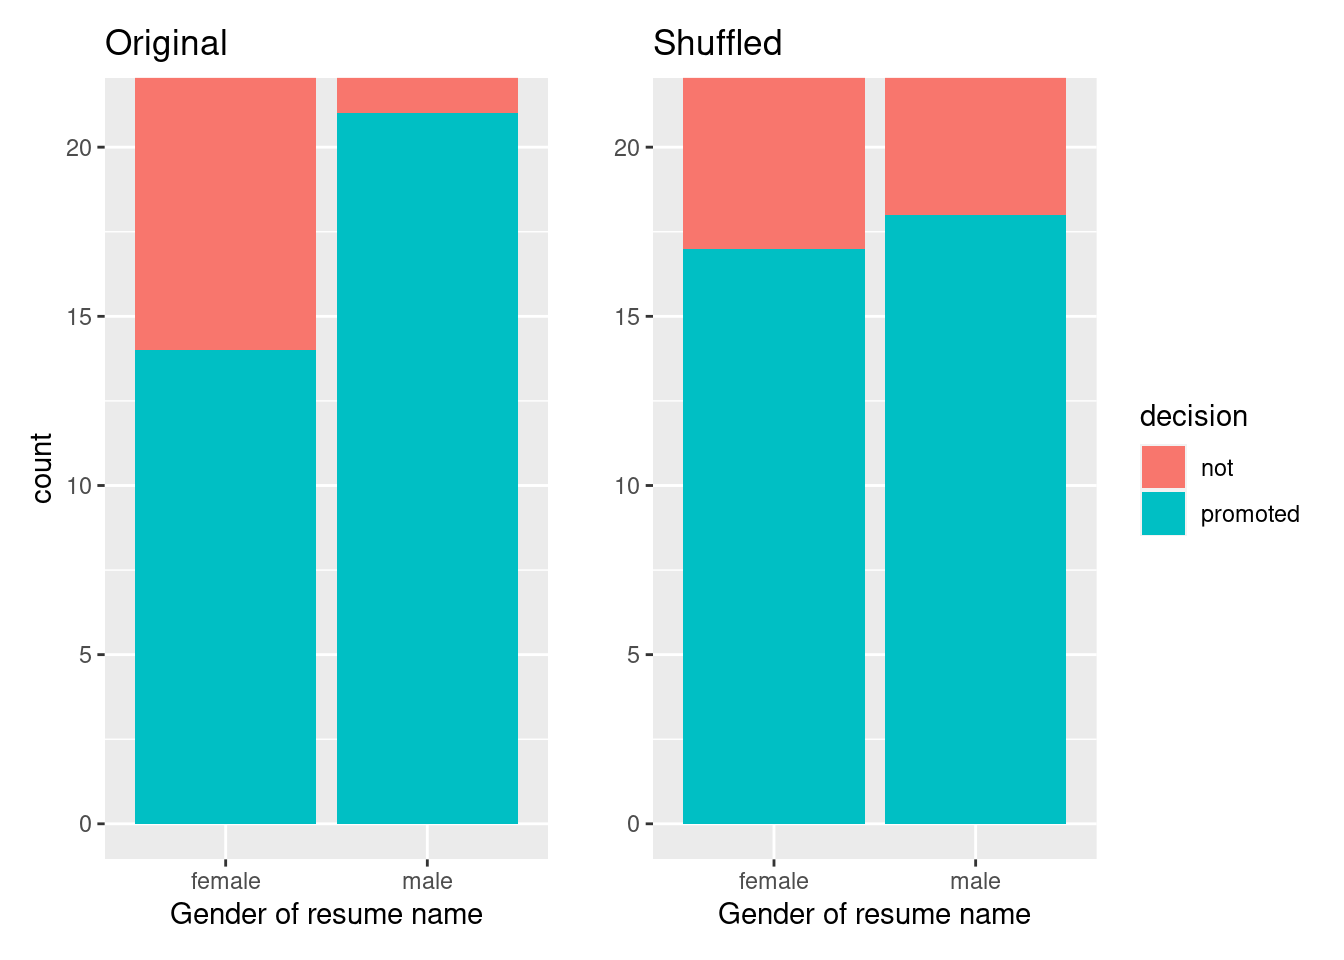 Original
Shuffled
20
15
10
5
0
count
female
male
Gender of resume name
20
15
10
5
0
female
male
Gender of resume name
decision
not
promoted